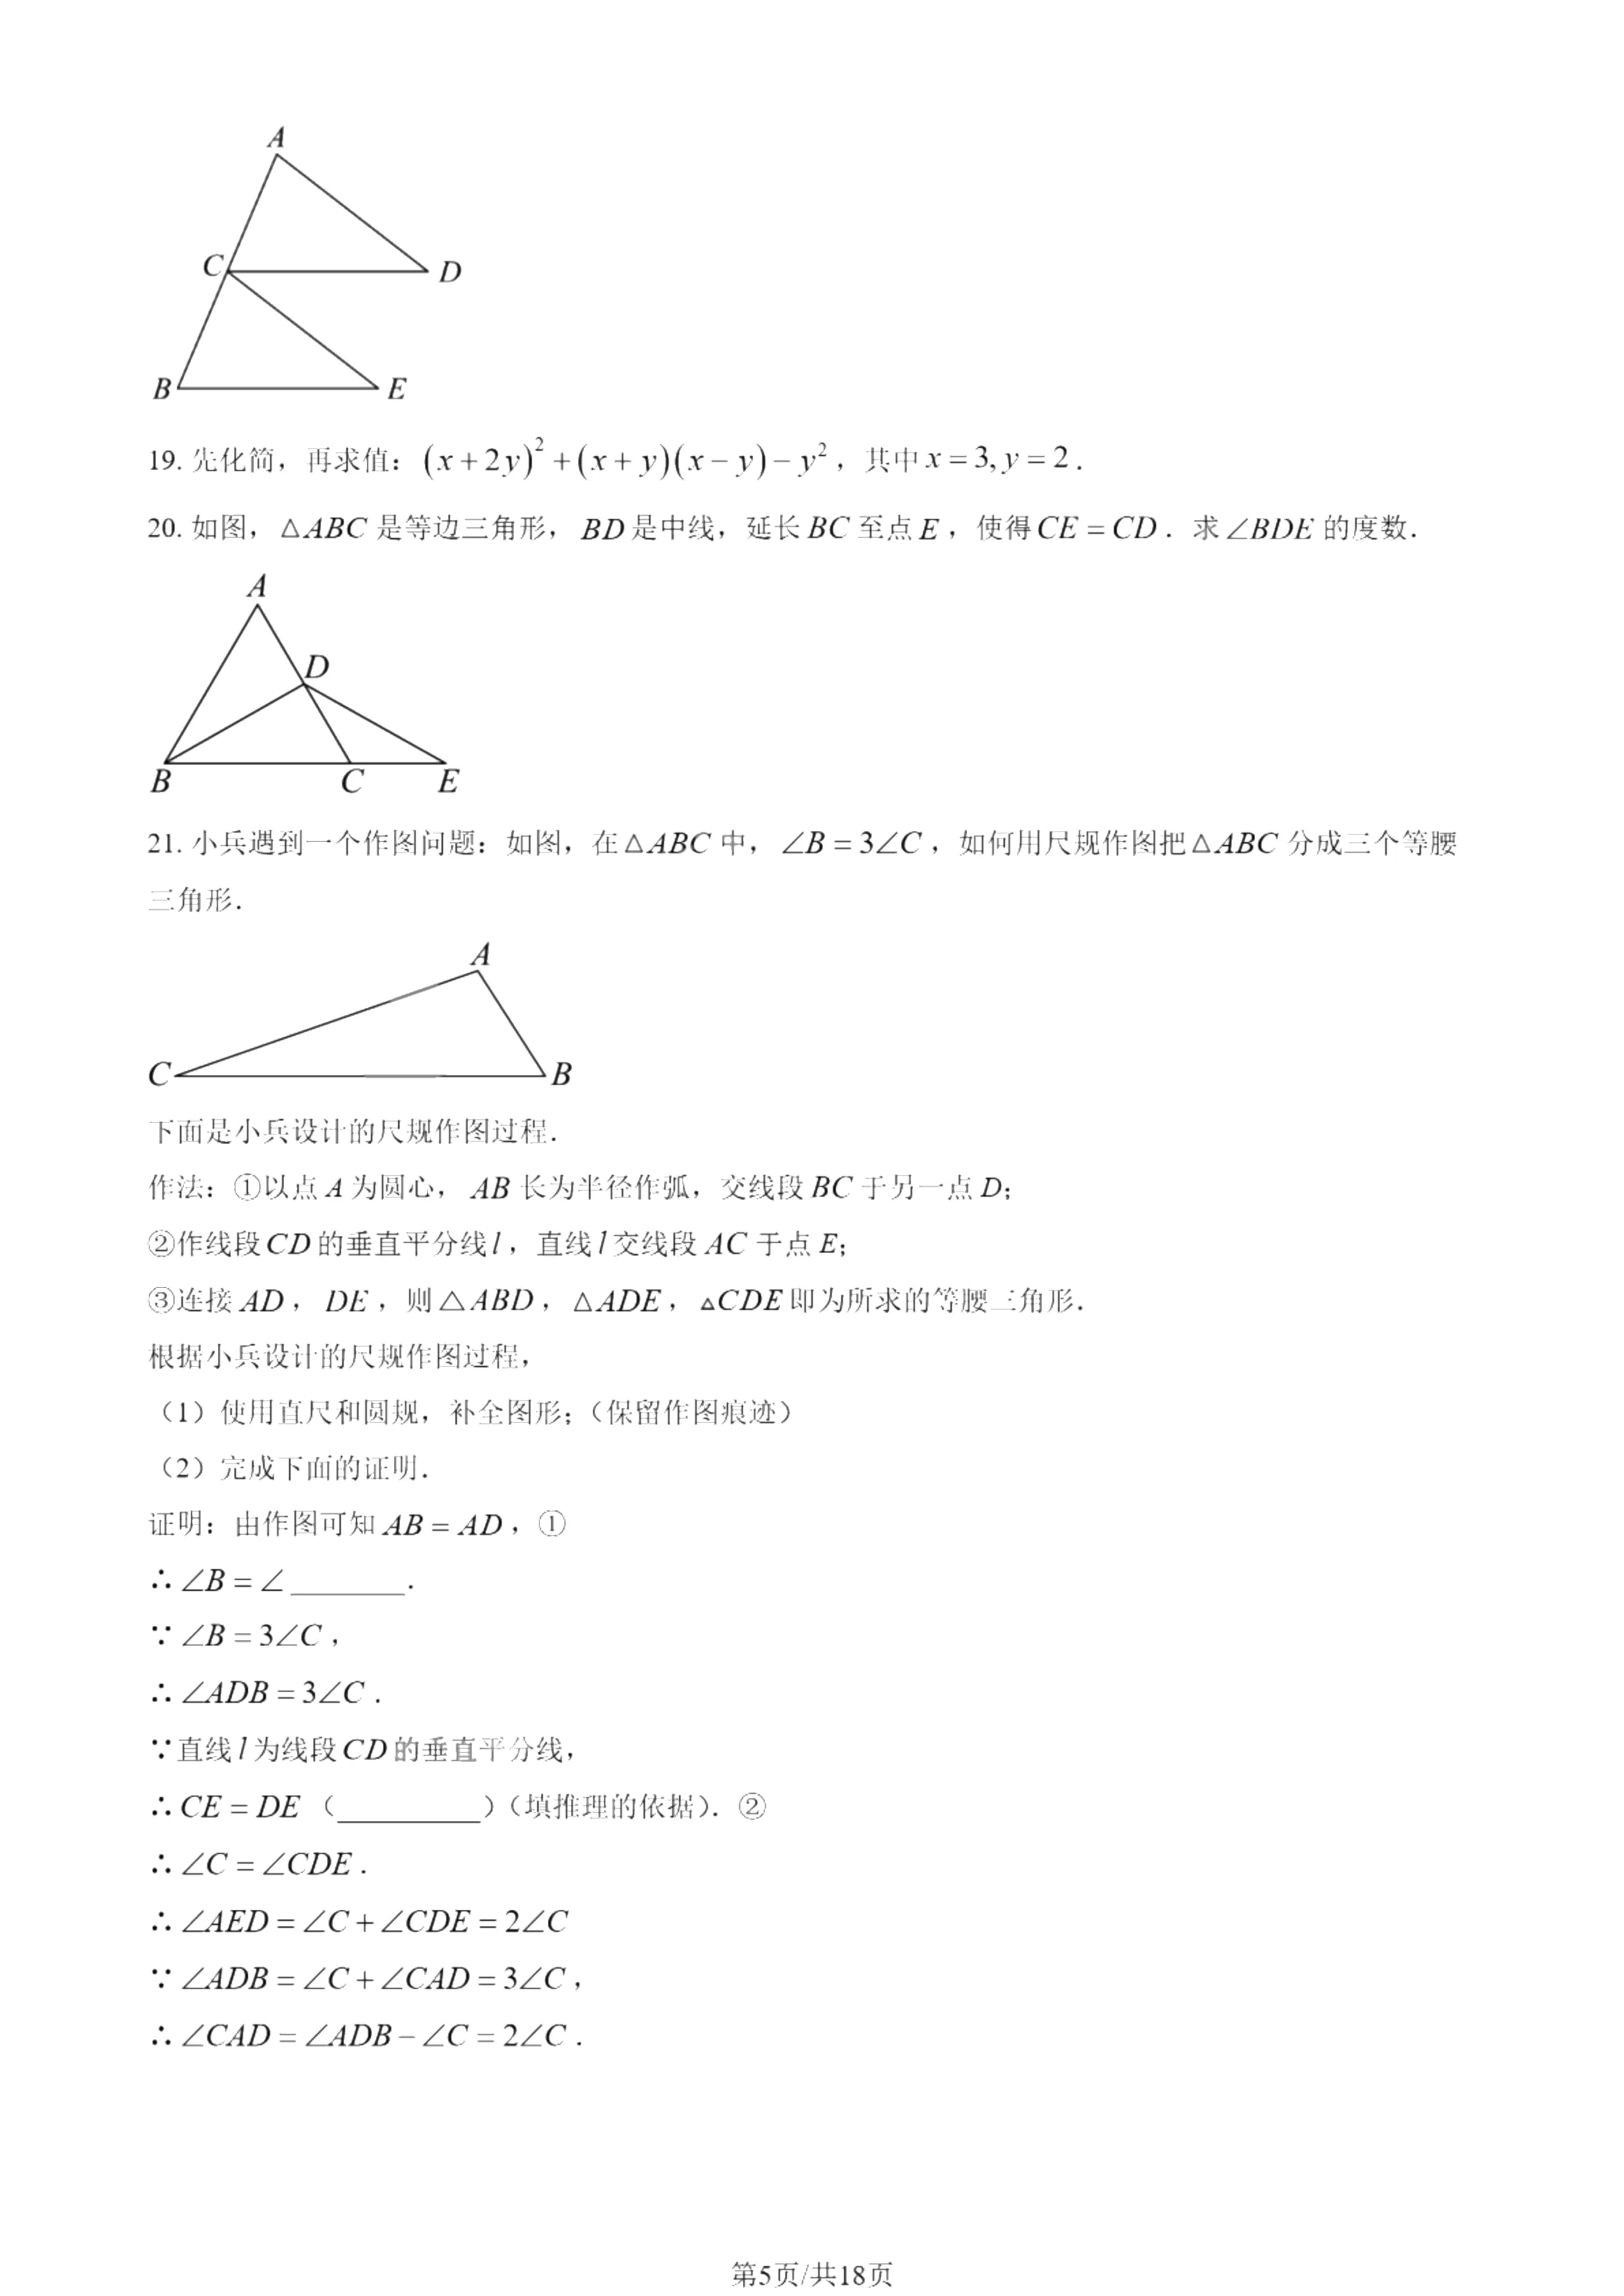 A
C
D
B
E
19. 先化简，再求值：(x+2y)²+(x+y)(x−y)−y²，其中x=3,y=2．
20. 如图，△ABC是等边三角形，BD是中线，延长BC至点E，使得CE=CD．求∠BDE的度数．
A
D
B
C
E
21. 小兵遇到一个作图问题：如图，在△ABC中，∠B=3∠C，如何用尺规作图把△ABC分成三个等腰
三角形．
A
C
B
下面是小兵设计的尺规作图过程．
作法：①以点A为圆心，AB长为半径作弧，交线段BC于另一点D；
②作线段CD的垂直平分线l，直线l交线段AC于点E；
③连接AD，DE，则△ABD，△ADE，△CDE即为所求的等腰三角形．
根据小兵设计的尺规作图过程，
（1）使用直尺和圆规，补全图形；（保留作图痕迹）
（2）完成下面的证明．
证明：由作图可知AB=AD，①
∴∠B=∠________．
∵∠B=3∠C，
∴∠ADB=3∠C．
∵直线l为线段CD的垂直平分线，
∴CE=DE（__________）（填推理的依据）．②
∴∠C=∠CDE．
∴∠AED=∠C+∠CDE=2∠C
∵∠ADB=∠C+∠CAD=3∠C，
∴∠CAD=∠ADB−∠C=2∠C．
第5页/共18页